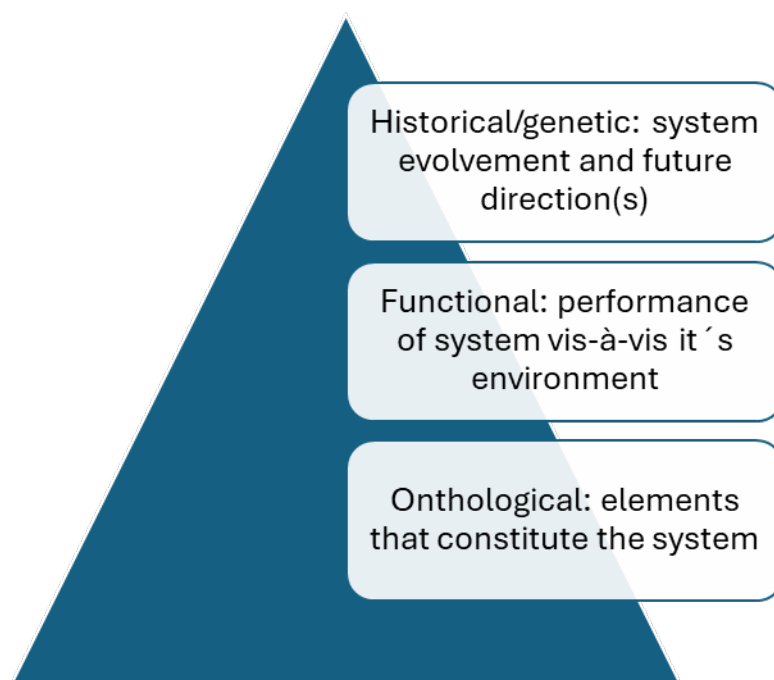 Historical/genetic: system
evolvement and future
direction(s)
Functional: performance
of system vis-à-vis it´s
environment
Onthological: elements
that constitute the system